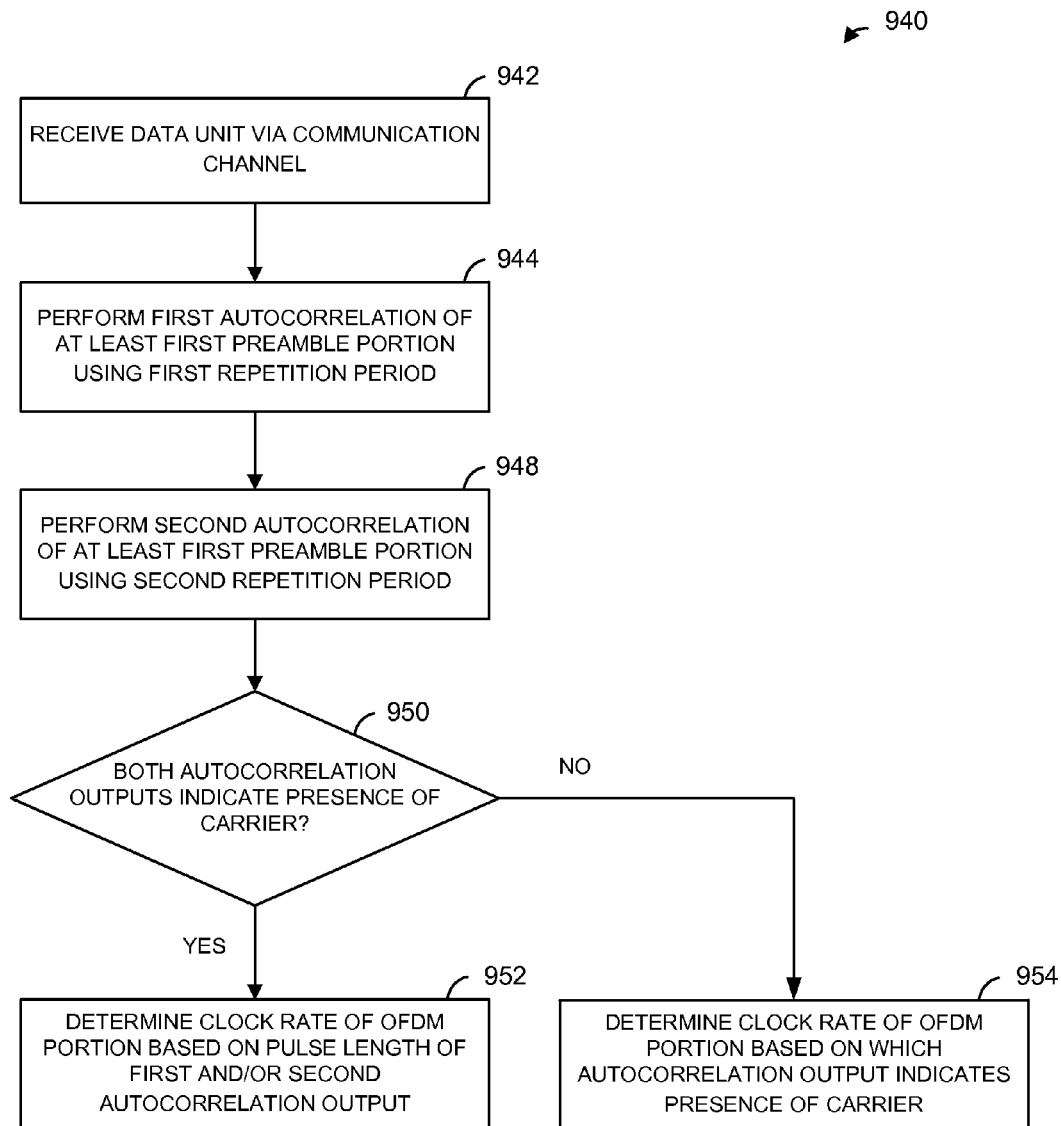 940
942
RECEIVE DATA UNIT VIA COMMUNICATION
CHANNEL
944
PERFORM FIRST AUTOCORRELATION OF
AT LEAST FIRST PREAMBLE PORTION
USING FIRST REPETITION PERIOD
948
PERFORM SECOND AUTOCORRELATION
OF AT LEAST FIRST PREAMBLE PORTION
USING SECOND REPETITION PERIOD
950
BOTH AUTOCORRELATION
OUTPUTS INDICATE PRESENCE OF
CARRIER?
NO
YES
952
DETERMINE CLOCK RATE OF OFDM
PORTION BASED ON PULSE LENGTH OF
FIRST AND/OR SECOND
AUTOCORRELATION OUTPUT
954
DETERMINE CLOCK RATE OF OFDM
PORTION BASED ON WHICH
AUTOCORRELATION OUTPUT INDICATES
PRESENCE OF CARRIER